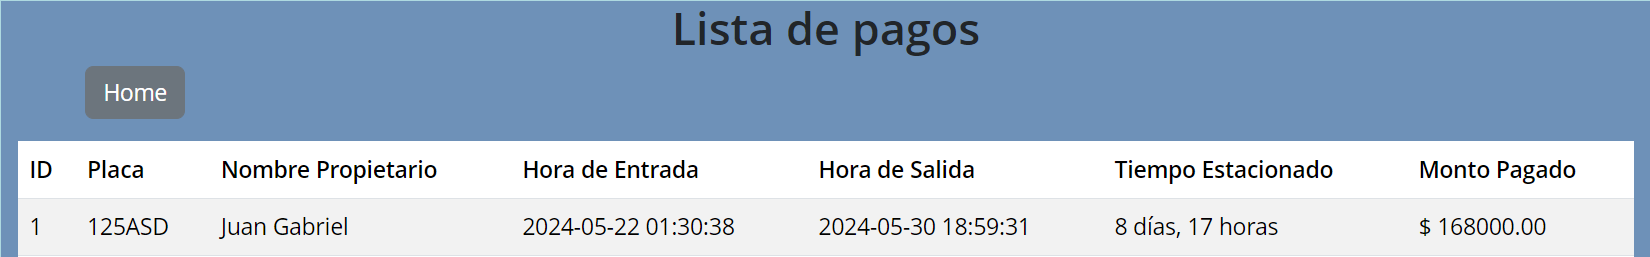 Lista de pagos
Home
ID Placa Nombre Propietario Hora de Entrada Hora de Salida Tiempo Estacionado Monto Pagado
1 125ASD Juan Gabriel 2024-05-22 01:30:38 2024-05-30 18:59:31 8 días, 17 horas $ 168000.00